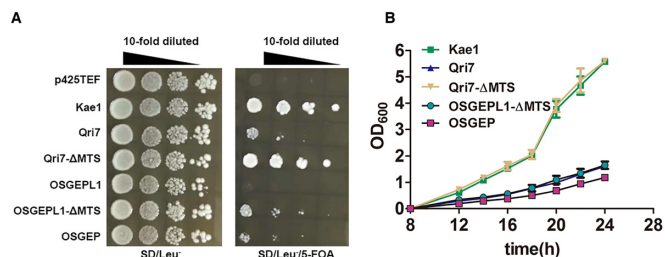 A
10-fold diluted
10-fold diluted
p425TEF
Kae1
Qri7
Qri7-ΔMTS
OSGEPL1
OSGEPL1-ΔMTS
OSGEP
SD/Leu⁻
SD/Leu⁻/5-FOA
B
Kae1
Qri7
Qri7-ΔMTS
OSGEPL1-ΔMTS
OSGEP
OD600
6
5
4
3
2
1
0
8 12 16 20 24 28
time(h)